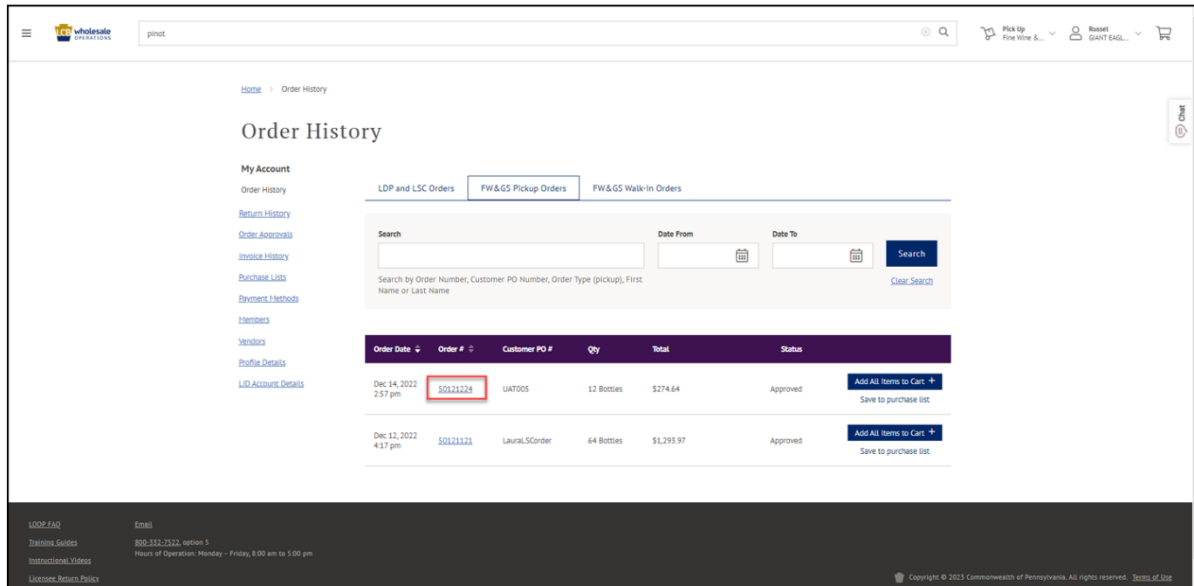 LCB wholesale
OPERATIONS
pinot
Pick Up
Fine Wine &...
Russel
GIANT EAGL...
Home > Order History
Chat
Order History
My Account
Order History
Return History
Order Approvals
Invoice History
Purchase Lists
Payment Methods
Members
Vendors
Profile Details
LID Account Details
LDP and LSC Orders FW&GS Pickup Orders FW&GS Walk-In Orders
Search Date From Date To
Search
Search by Order Number, Customer PO Number, Order Type (pickup), First
Name or Last Name
Clear Search
Order Date Order # Customer PO # Qty Total Status
Dec 14, 2022
2:57 pm
50121224 UAT00S 12 Bottles $274.64 Approved
Add All Items to Cart +
Save to purchase list
Dec 12, 2022
4:17 pm
50121121 LauraLSCorder 64 Bottles $1,293.97 Approved
Add All Items to Cart +
Save to purchase list
LOOP FAQ
Training Guides
Instructional Videos
Licensee Return Policy
Email
800-332-7522, option 5
Hours of Operation: Monday – Friday, 8:00 am to 5:00 pm
Copyright © 2023 Commonwealth of Pennsylvania. All rights reserved. Terms of Use